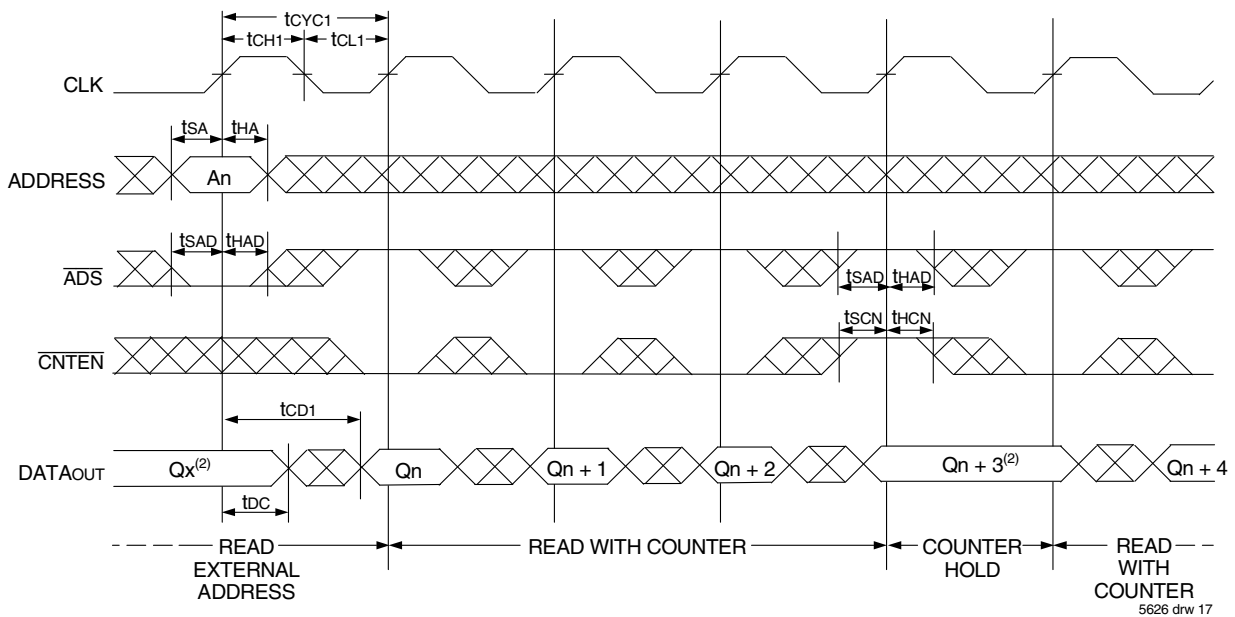 tCYC1
tCH1 tCL1
CLK
tSA tHA
ADDRESS An
tSAD tHAD
ADS
tSAD tHAD
tSCN tHCN
CNTEN
tCD1
DATAOUT Qx(2) Qn Qn + 1 Qn + 2 Qn + 3(2) Qn + 4
tDC
READ EXTERNAL ADDRESS
READ WITH COUNTER
COUNTER HOLD
READ WITH COUNTER
5626 drw 17